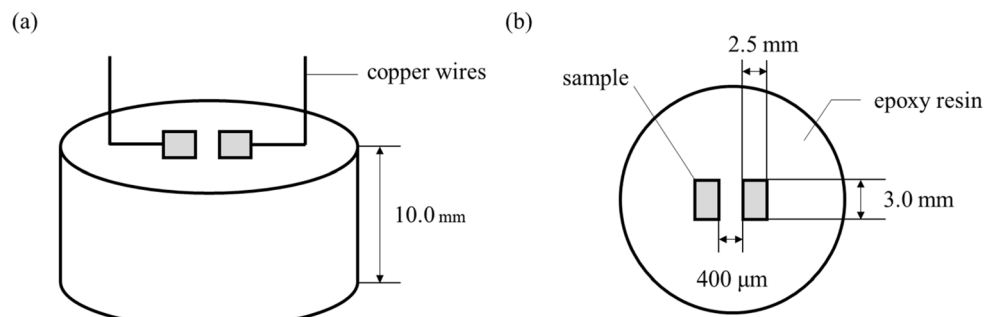 (a)
copper wires
10.0 mm
(b)
2.5 mm
sample
epoxy resin
3.0 mm
400 μm